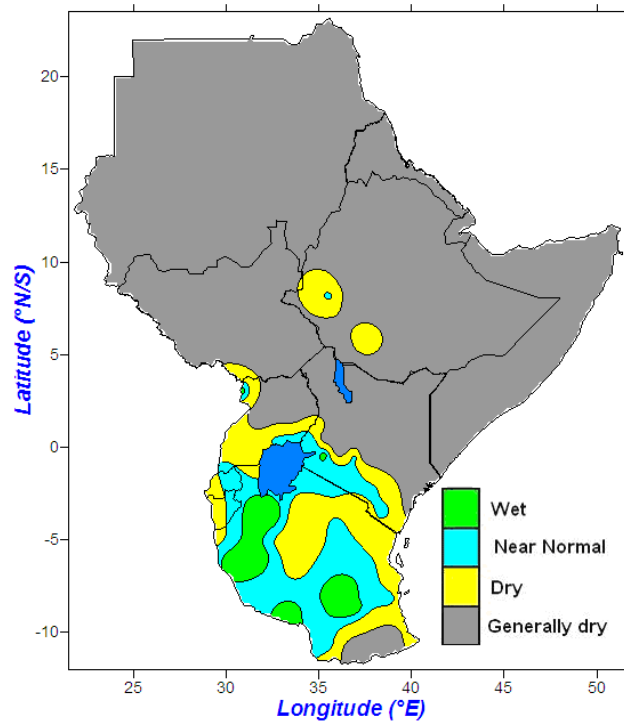 20
15
10
5
0
-5
-10
Latitude (°N/S)
Wet
Near Normal
Dry
Generally dry
25 30 35 40 45 50
Longitude (°E)